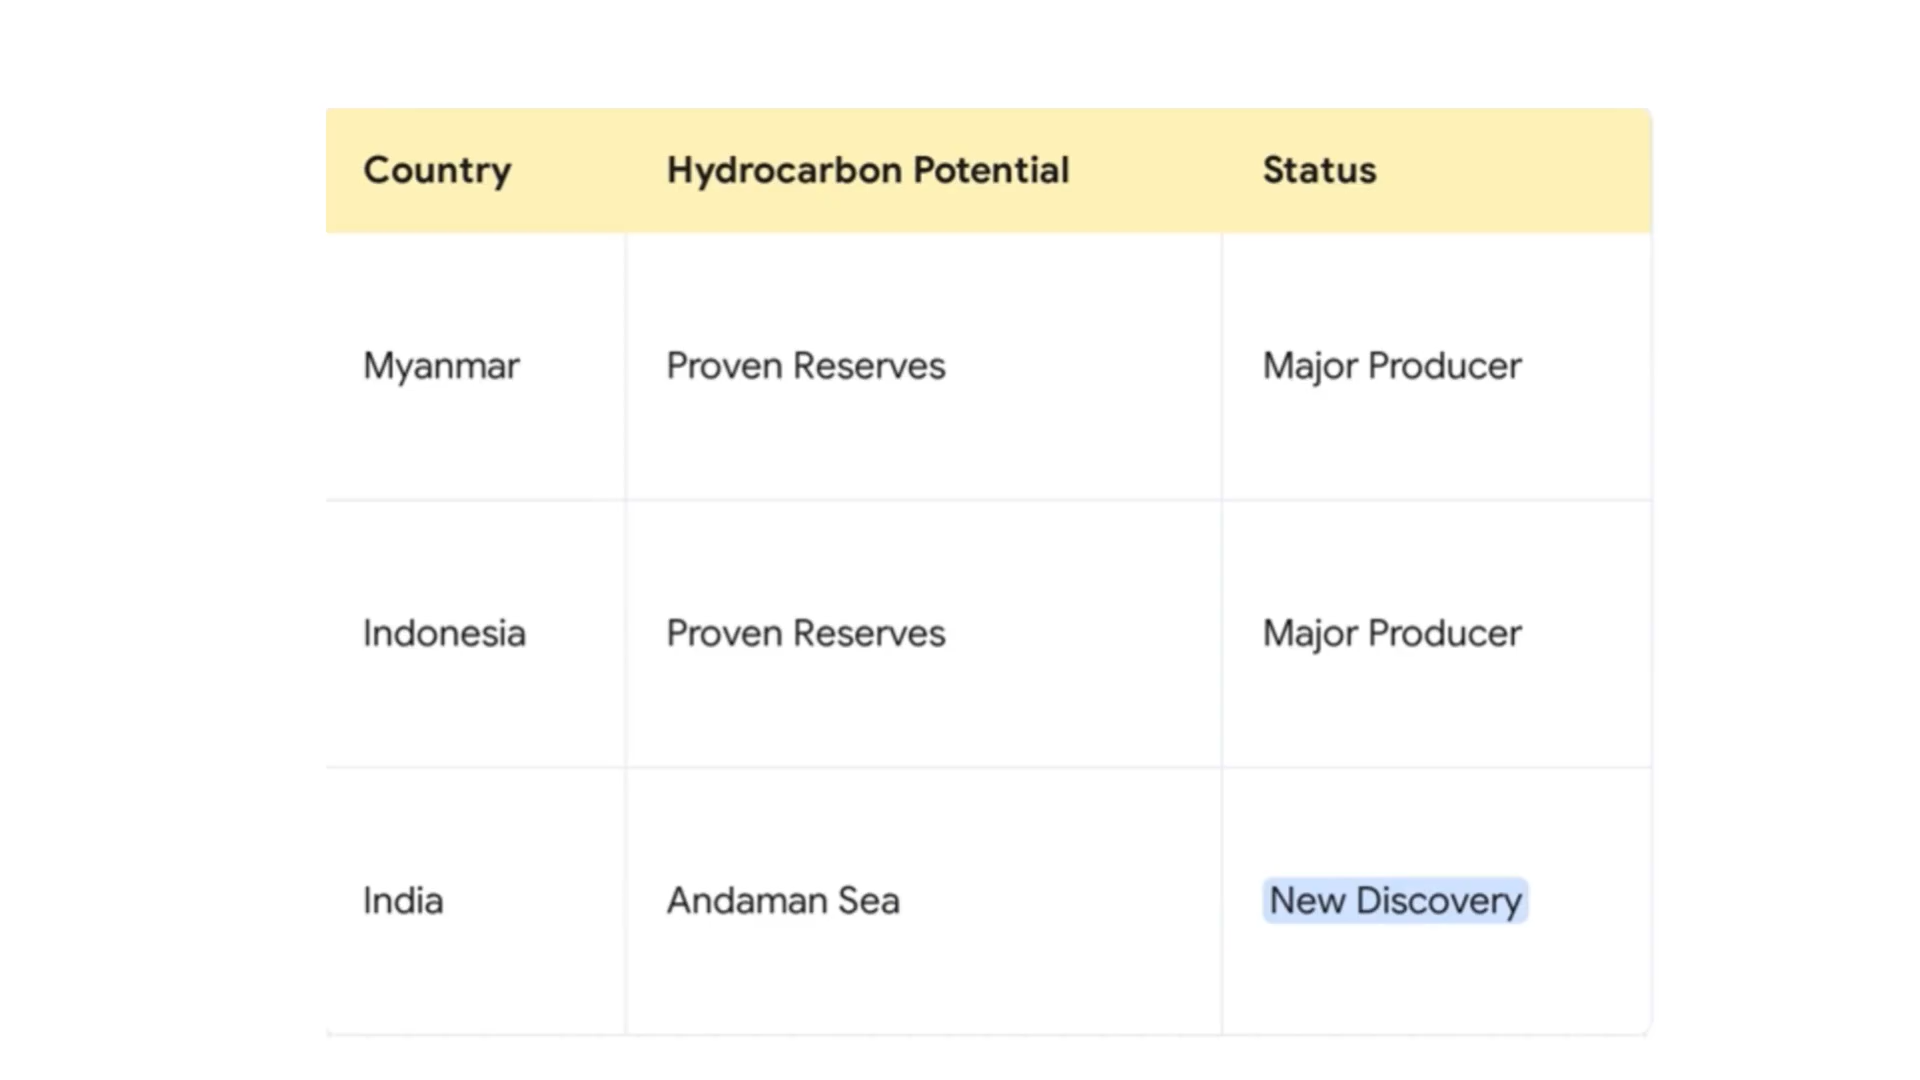 Country Hydrocarbon Potential Status
Myanmar Proven Reserves Major Producer
Indonesia Proven Reserves Major Producer
India Andaman Sea New Discovery